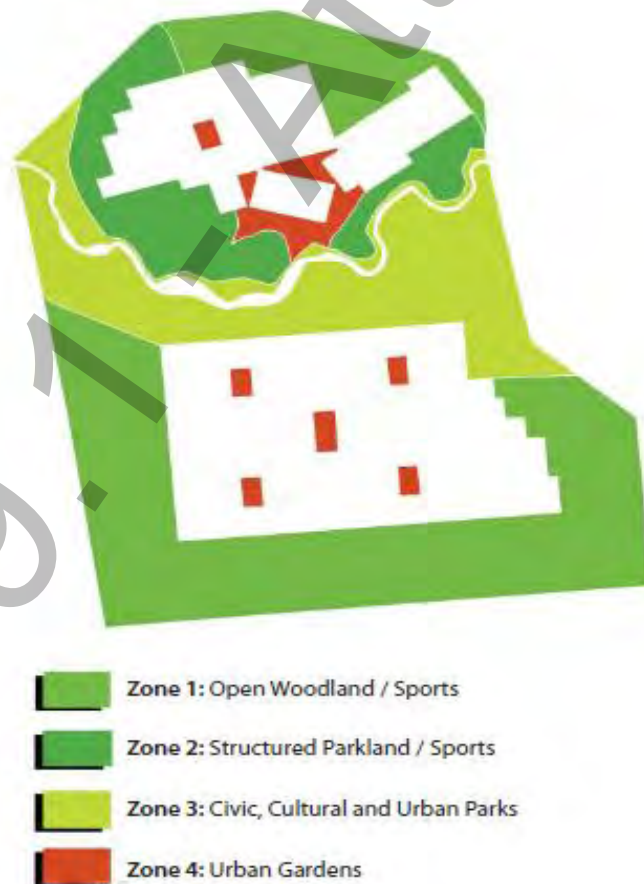 Zone 1: Open Woodland / Sports
Zone 2: Structured Parkland / Sports
Zone 3: Civic, Cultural and Urban Parks
Zone 4: Urban Gardens